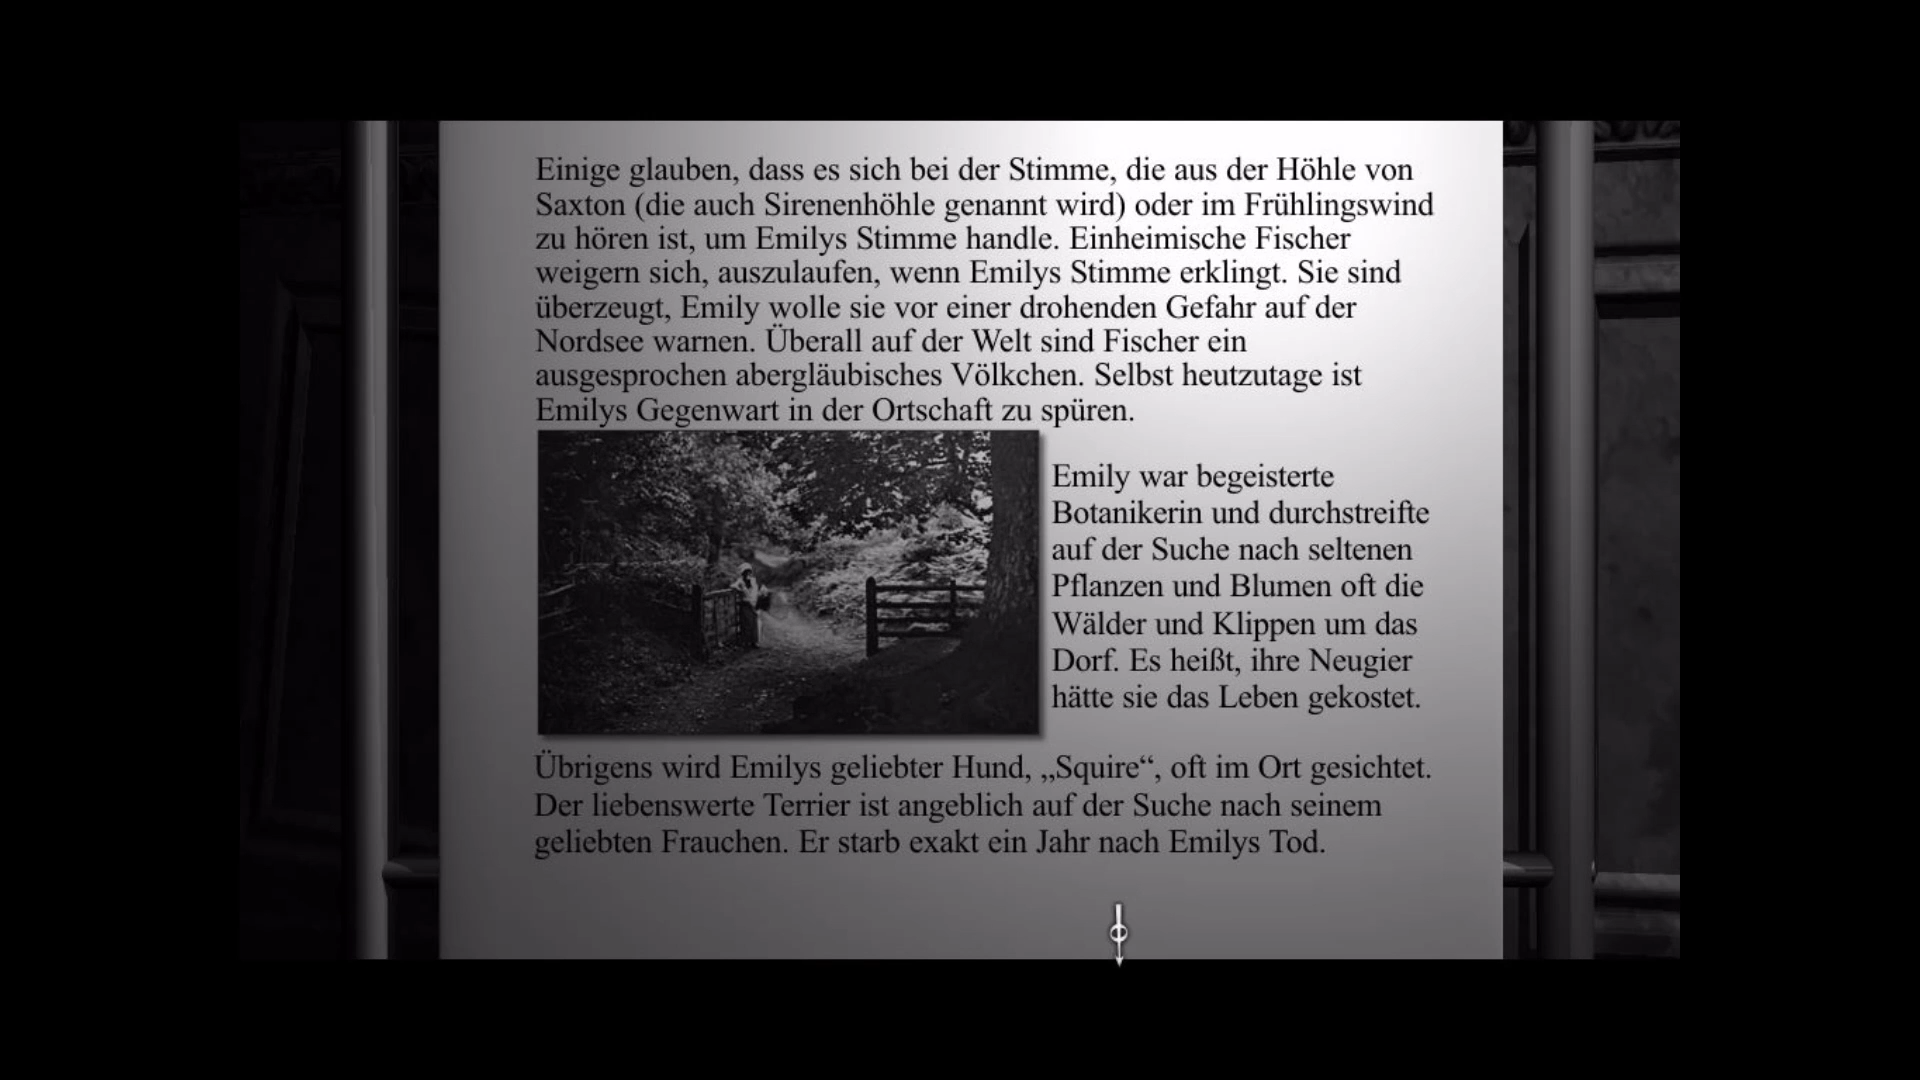 Einige glauben, dass es sich bei der Stimme, die aus der Höhle von
Saxton (die auch Sirenenhöhle genannt wird) oder im Frühlingswind
zu hören ist, um Emilys Stimme handle. Einheimische Fischer
weigern sich, auszulaufen, wenn Emilys Stimme erklingt. Sie sind
überzeugt, Emily wolle sie vor einer drohenden Gefahr auf der
Nordsee warnen. Überall auf der Welt sind Fischer ein
ausgesprochen abergläubisches Völkchen. Selbst heutzutage ist
Emilys Gegenwart in der Ortschaft zu spüren.
Emily war begeisterte
Botanikerin und durchstreifte
auf der Suche nach seltenen
Pflanzen und Blumen oft die
Wälder und Klippen um das
Dorf. Es heißt, ihre Neugier
hätte sie das Leben gekostet.
Übrigens wird Emilys geliebter Hund, „Squire“, oft im Ort gesichtet.
Der liebenswerte Terrier ist angeblich auf der Suche nach seinem
geliebten Frauchen. Er starb exakt ein Jahr nach Emilys Tod.